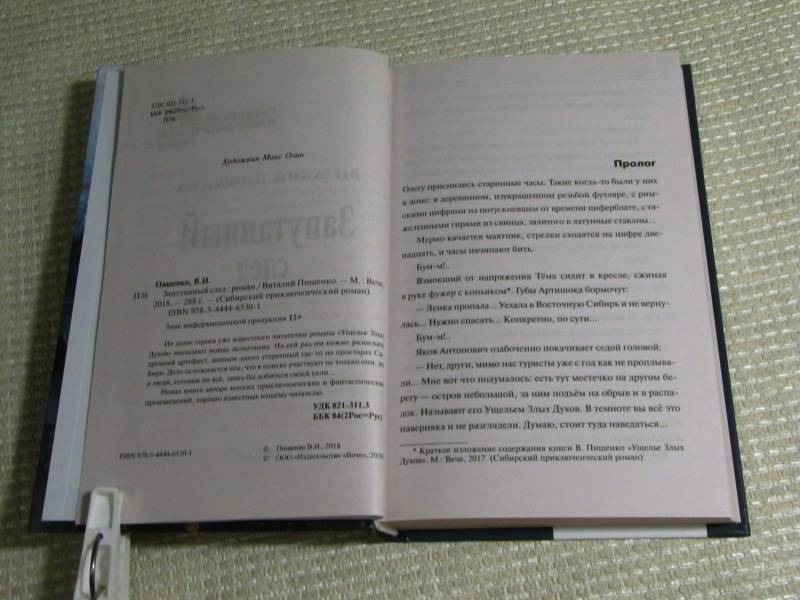 УДК 821-311.3
ББК 84(2Рос=Рус)
П36
Художник Макс Олин
Пищенко, В.И.
П36 Запутанный след : роман / Виталий Пищенко. — М. : Вече,
2018. — 288 с. — (Сибирский приключенческий роман).
ISBN 978-5-4444-6530-1
Знак информационной продукции 12+
На долю героев уже известного читателям романа «Ущелье Злых
Духов» выпадают новые испытания. На сей раз им нужно разыскать
древний артефакт, давным-давно утерянный где-то на просторах Си-
бири. Дело осложняется тем, что в поиске участвуют не только они, но
и люди, готовые на всё, лишь бы добиться своей цели...
Новая книга автора многих приключенческих и фантастических
произведений, хорошо известных нашему читателю.
УДК 821-311.3
ББК 84(2Рос=Рус)
ISBN 978-5-4444-6530-1
© Пищенко В.И., 2018
© ООО «Издательство «Вече», 2018
Пролог
Олегу приснились старинные часы. Такие когда-то были у них
в доме: в деревянном, изукрашенном резьбой футляре, с рим-
скими цифрами на потускневшем от времени циферблате, с тя-
желенными гирями из свинца, залитого в латунные стаканы...
Мерно качается маятник, стрелки сходятся на цифре две-
надцать, и часы начинают бить.
Бум-м!..
Взмокший от напряжения Тёма сидит в кресле, сжимая
в руке фужер с коньяком*. Губы Артишока бормочут:
— Ленка пропала... Уехала в Восточную Сибирь и не верну-
лась... Нужно спасать... Конкретно, по сути...
Бум-м!..
Яков Антонович озабоченно покачивает седой головой;
— Нет, други, мимо нас туристы уже с год как не проплыва-
ли... Мне вот что подумалось: есть тут местечко на другом бе-
регу — остров небольшой, за ним подъём на обрыв и в распа-
док. Называют его Ущельем Злых Духов. В темноте вы всё это
наверняка и не разглядели. Думаю, стоит туда наведаться...
* Краткое изложение содержания книги В. Пищенко «Ущелье Злых
Духов». М.: Вече, 2017. (Сибирский приключенческий роман).